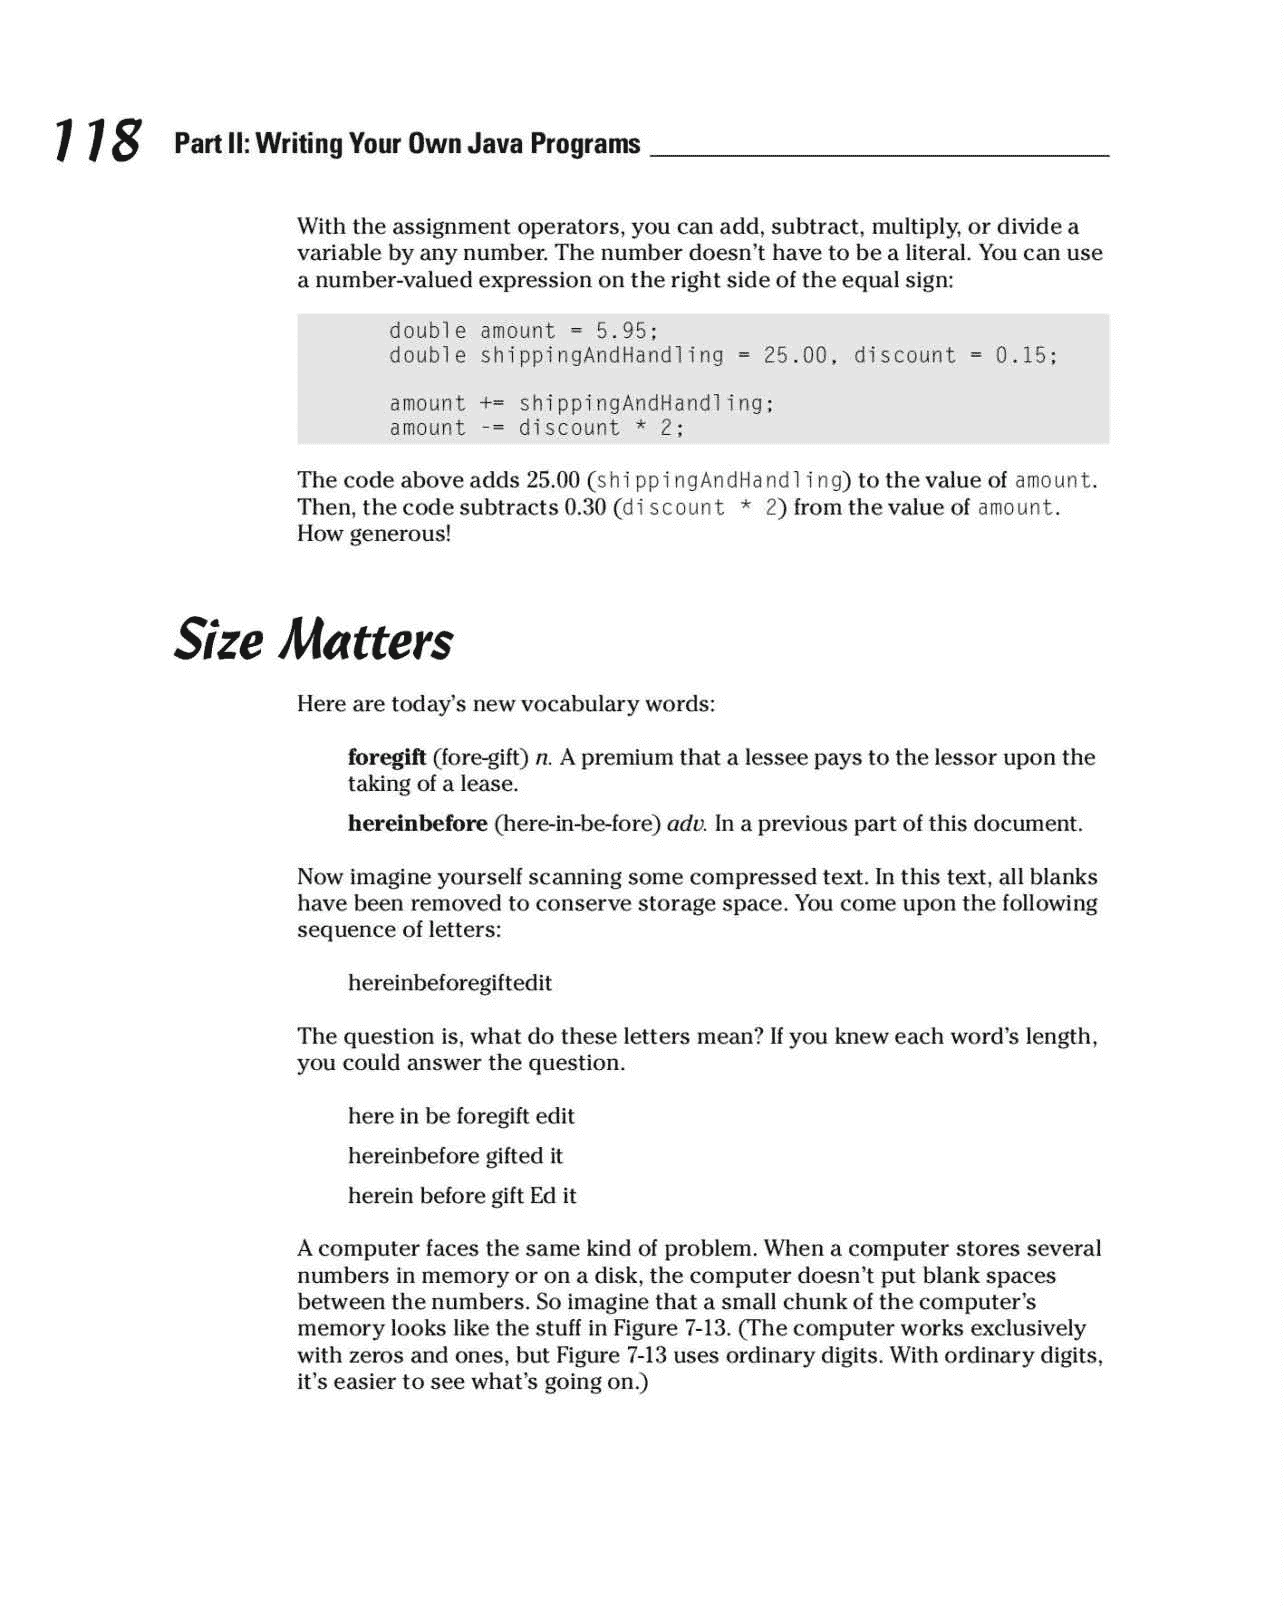 118 Part II: Writing Your Own Java Programs
With the assignment operators, you can add, subtract, multiply, or divide a
variable by any number. The number doesn't have to be a literal. You can use
a number-valued expression on the right side of the equal sign:
double amount = 5.95;
double shippingAndHandling = 25.00, discount = 0.15;
amount += shippingAndHandling;
amount -= discount * 2;
The code above adds 25.00 (shippingAndHandling) to the value of amount.
Then, the code subtracts 0.30 (discount * 2) from the value of amount.
How generous!
Size Matters
Here are today's new vocabulary words:
foregift (fore-gift) n. A premium that a lessee pays to the lessor upon the
taking of a lease.
hereinbefore (here-in-be-fore) adv. In a previous part of this document.
Now imagine yourself scanning some compressed text. In this text, all blanks
have been removed to conserve storage space. You come upon the following
sequence of letters:
hereinbeforegiftedit
The question is, what do these letters mean? If you knew each word's length,
you could answer the question.
here in be foregift edit
hereinbefore gifted it
herein before gift Ed it
A computer faces the same kind of problem. When a computer stores several
numbers in memory or on a disk, the computer doesn't put blank spaces
between the numbers. So imagine that a small chunk of the computer's
memory looks like the stuff in Figure 7-13. (The computer works exclusively
with zeros and ones, but Figure 7-13 uses ordinary digits. With ordinary digits,
it's easier to see what's going on.)